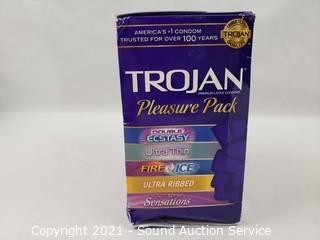 AMERICA'S #1 CONDOM
TRUSTED FOR OVER 100 YEARS
TROJAN
TROJAN
PREMIUM LATEX CONDOMS
Pleasure Pack
DOUBLE
ECSTASY
Ultra Thin
FIRE & ICE
ULTRA RIBBED
Sensations
Copyright 2021 - Sound Auction Service